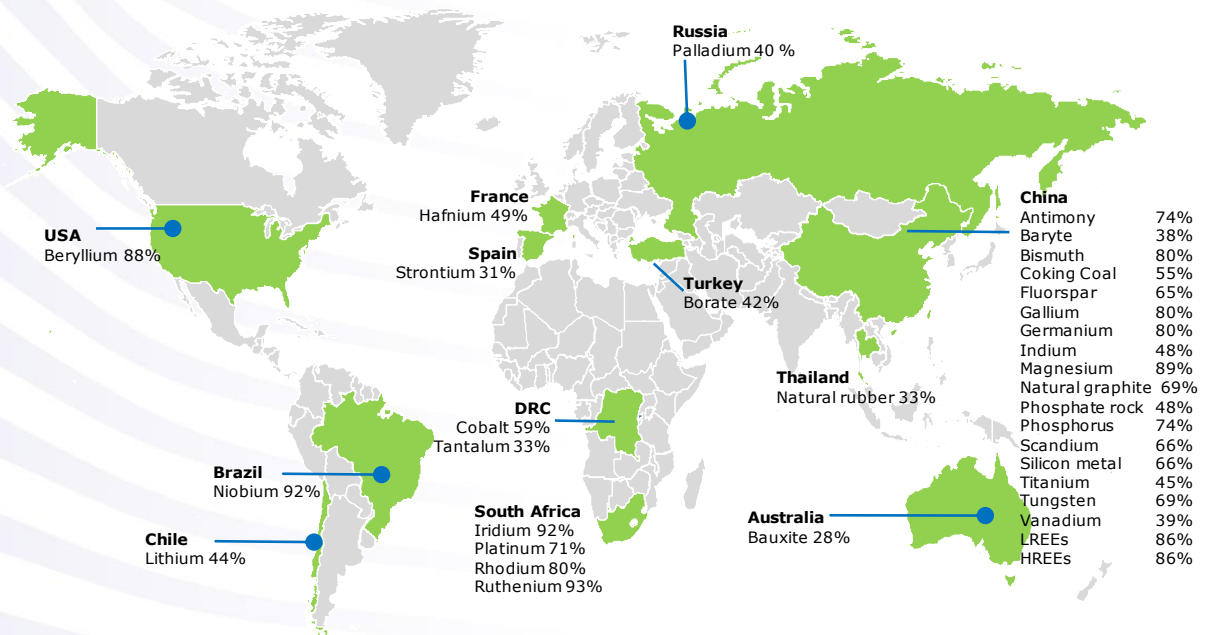 Russia
Palladium 40 %
France
Hafnium 49%
Spain
Strontium 31%
USA
Beryllium 88%
Turkey
Borate 42%
China
Antimony 74%
Baryte 38%
Bismuth 80%
Coking Coal 55%
Fluorspar 65%
Gallium 80%
Germanium 80%
Indium 48%
Magnesium 89%
Natural graphite 69%
Phosphate rock 48%
Phosphorus 74%
Scandium 66%
Silicon metal 66%
Titanium 45%
Tungsten 69%
Vanadium 39%
LREEs 86%
HREEs 86%
Thailand
Natural rubber 33%
DRC
Cobalt 59%
Tantalum 33%
Brazil
Niobium 92%
Chile
Lithium 44%
South Africa
Iridium 92%
Platinum 71%
Rhodium 80%
Ruthenium 93%
Australia
Bauxite 28%